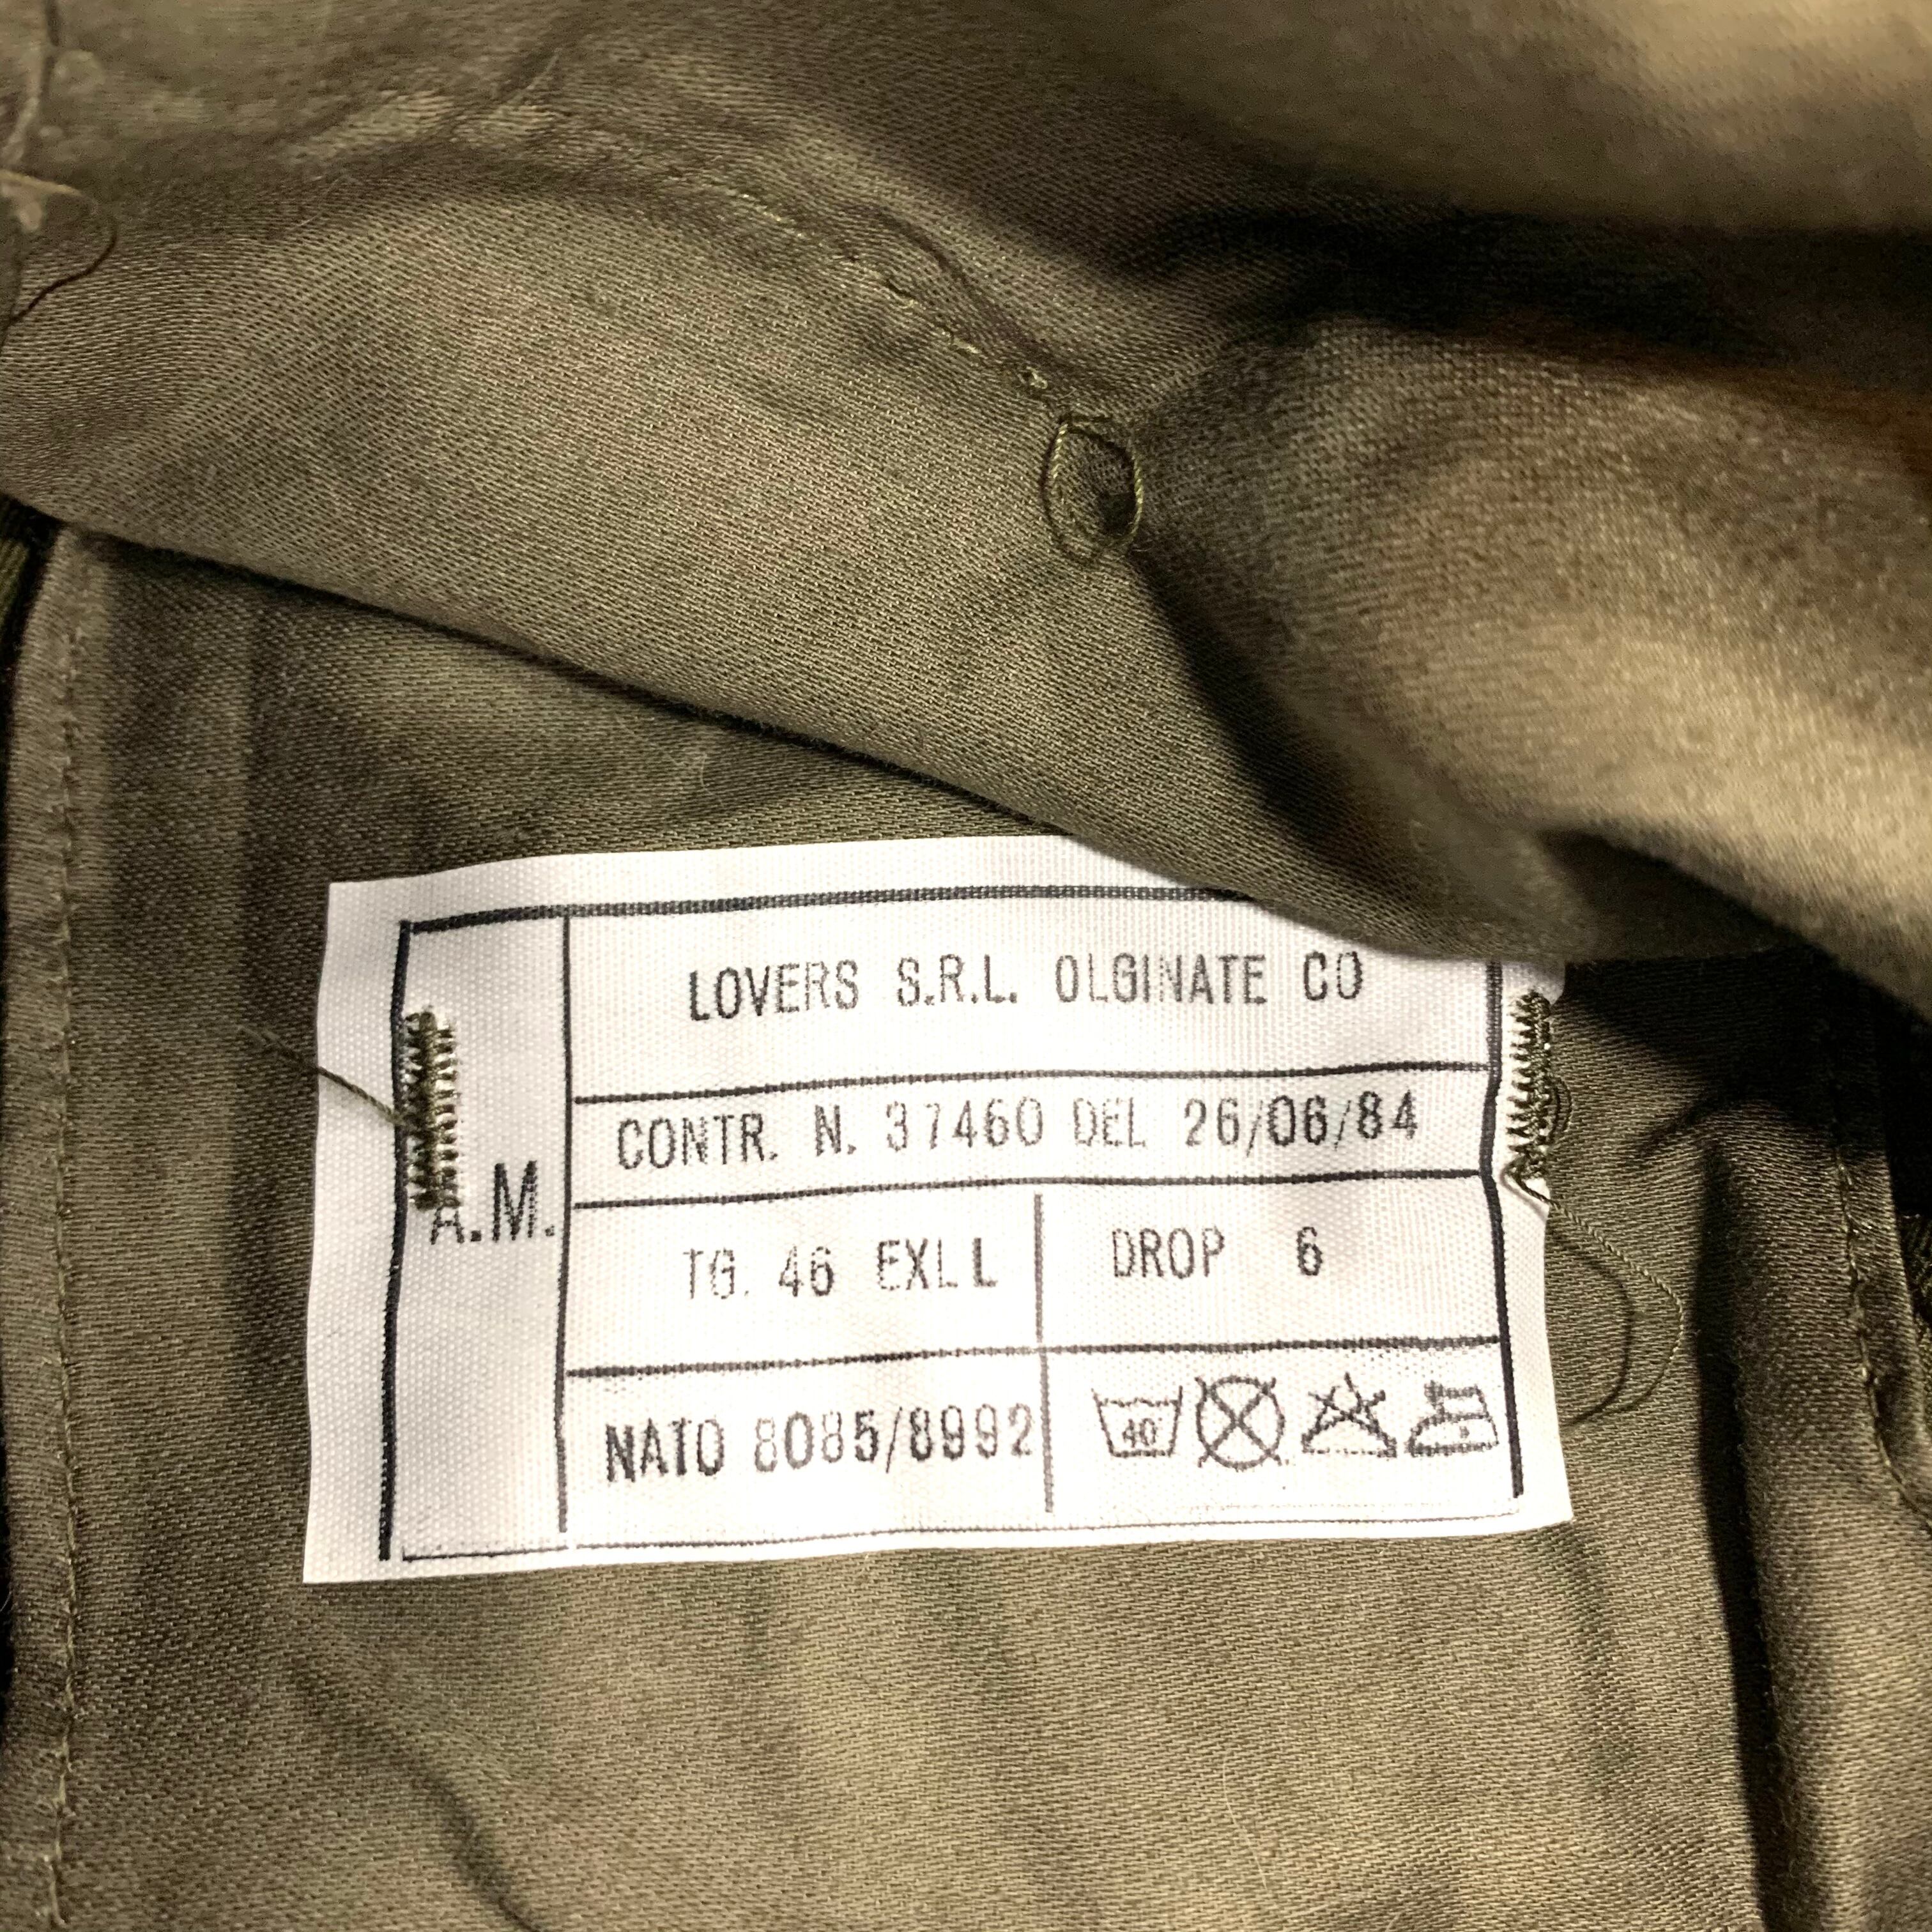 LOVERS S.R.L. OLGINATE CO
CONTR. N. 37460 DEL 26/06/84
A.M.
TG. 46 EXLL
DROP 6
NATO 8085/8992
40°